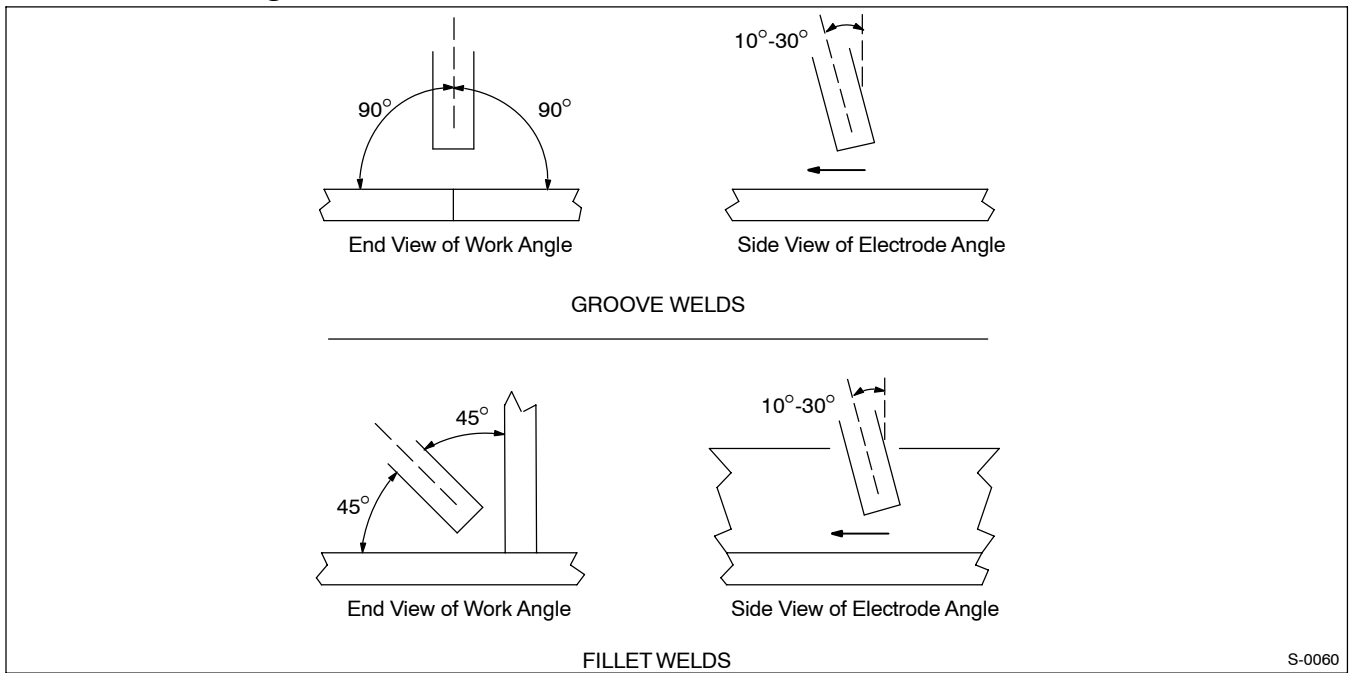 10°-30°
90° 90°
End View of Work Angle Side View of Electrode Angle
GROOVE WELDS
10°-30°
45°
45°
End View of Work Angle Side View of Electrode Angle
FILLET WELDS
S-0060